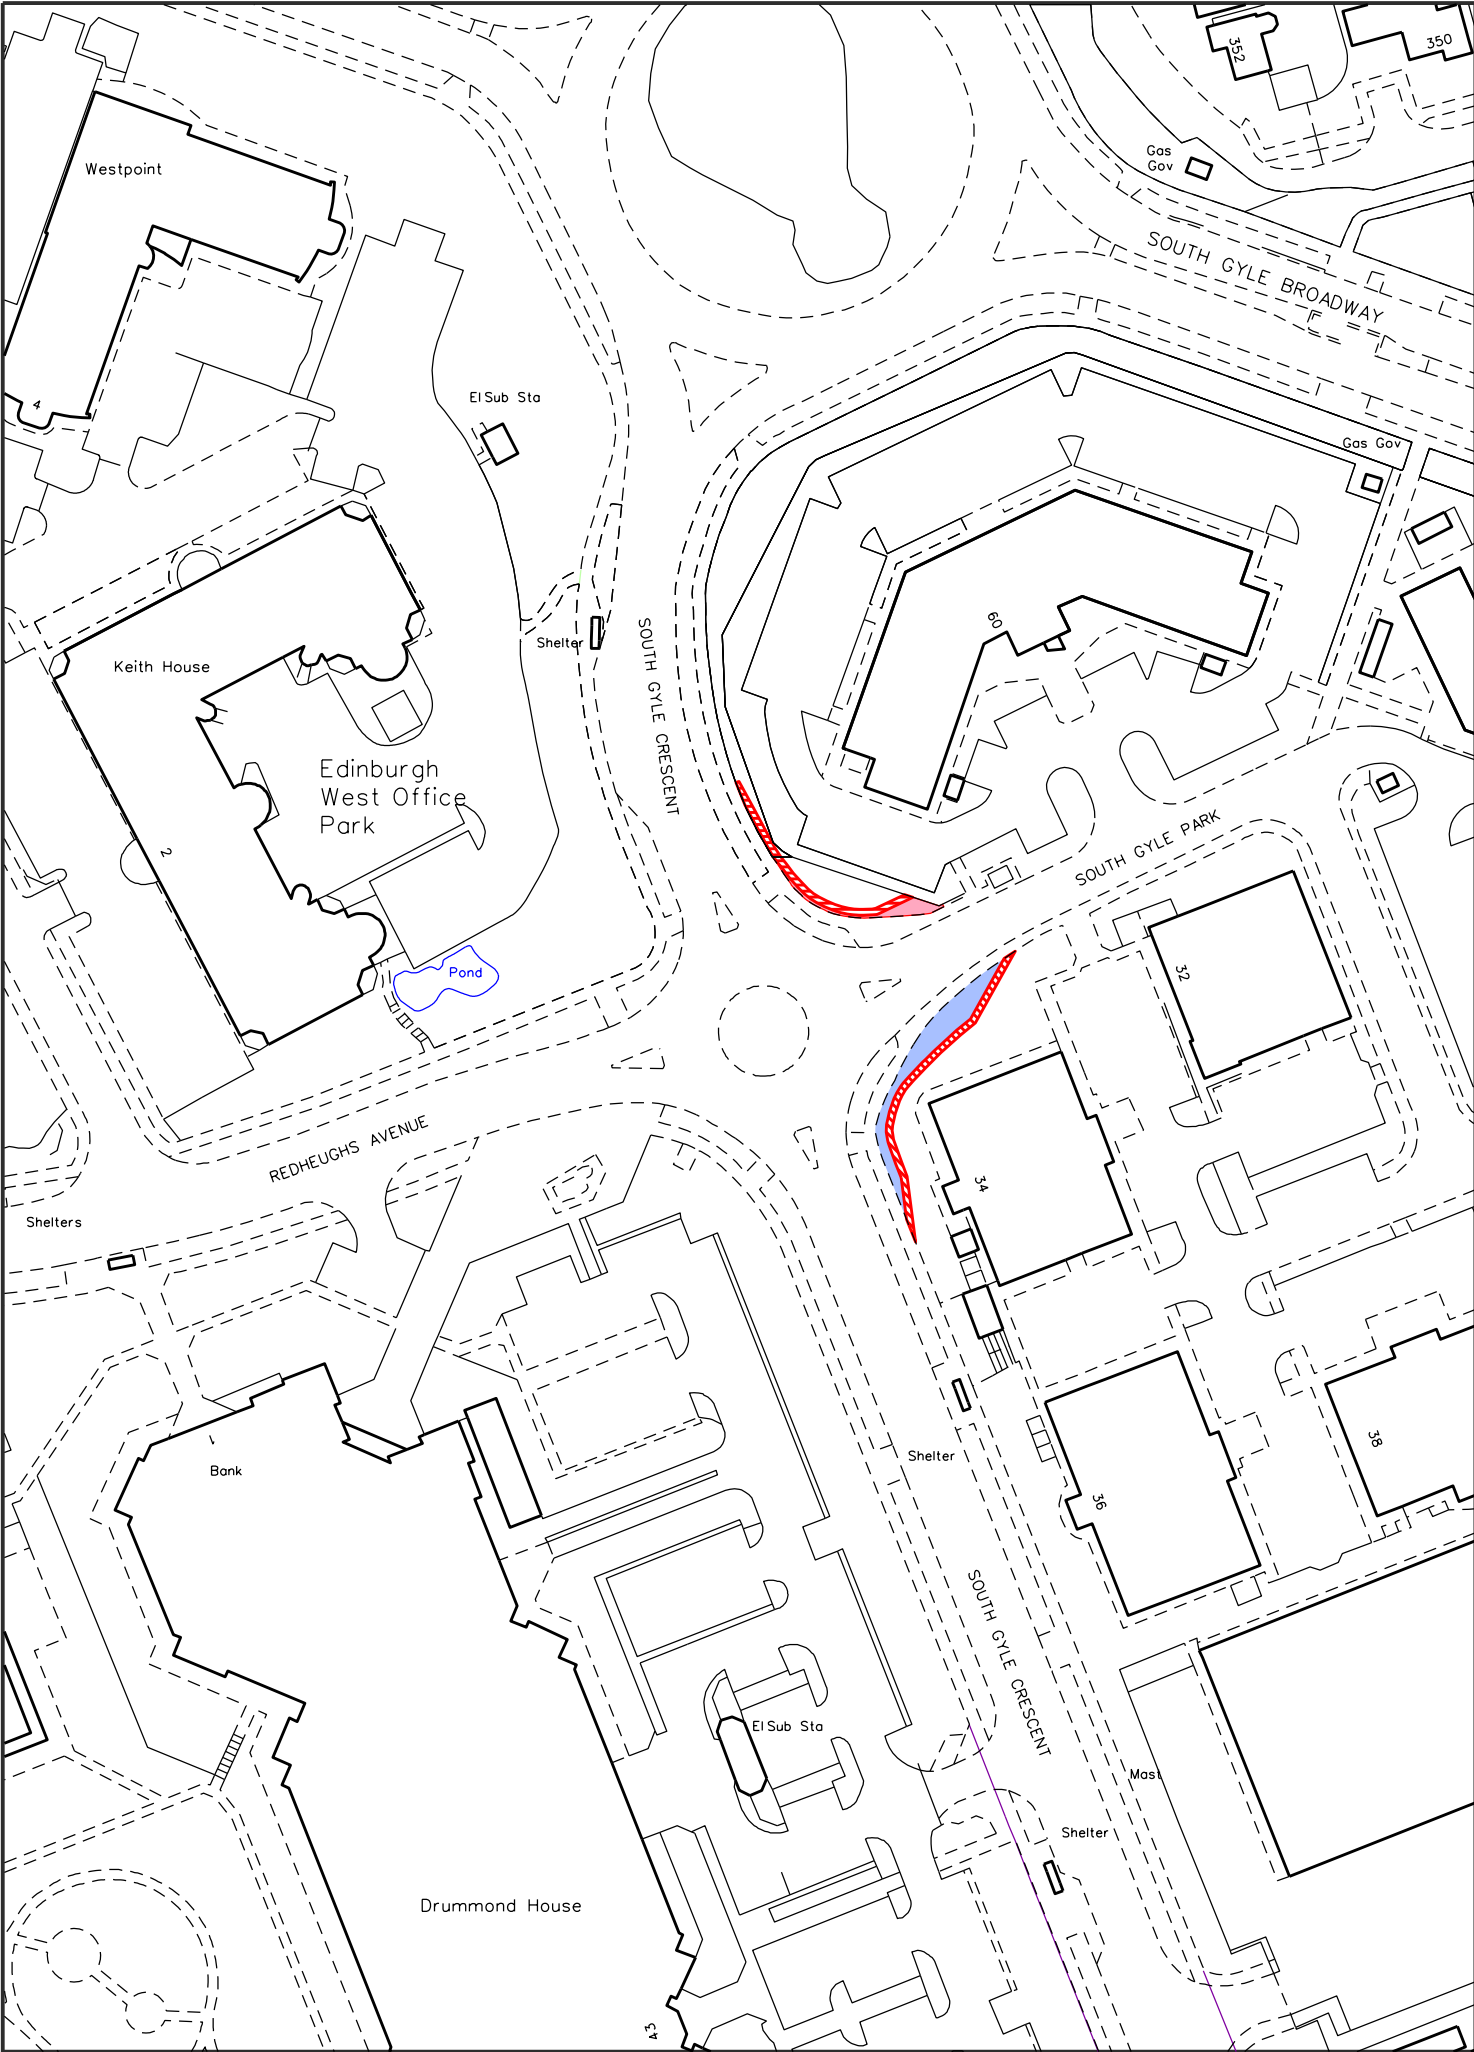 352
350
Gas
Gov
Westpoint
SOUTH GYLE BROADWAY
4
El Sub Sta
Gas Gov
60
Shelter
SOUTH GYLE CRESCENT
Keith House
Edinburgh
West Office
Park
2
SOUTH GYLE PARK
Pond
32
REDHEUGHS AVENUE
34
Shelters
Shelter
38
Bank
36
SOUTH GYLE CRESCENT
El Sub Sta
Mast
Shelter
Drummond House
43